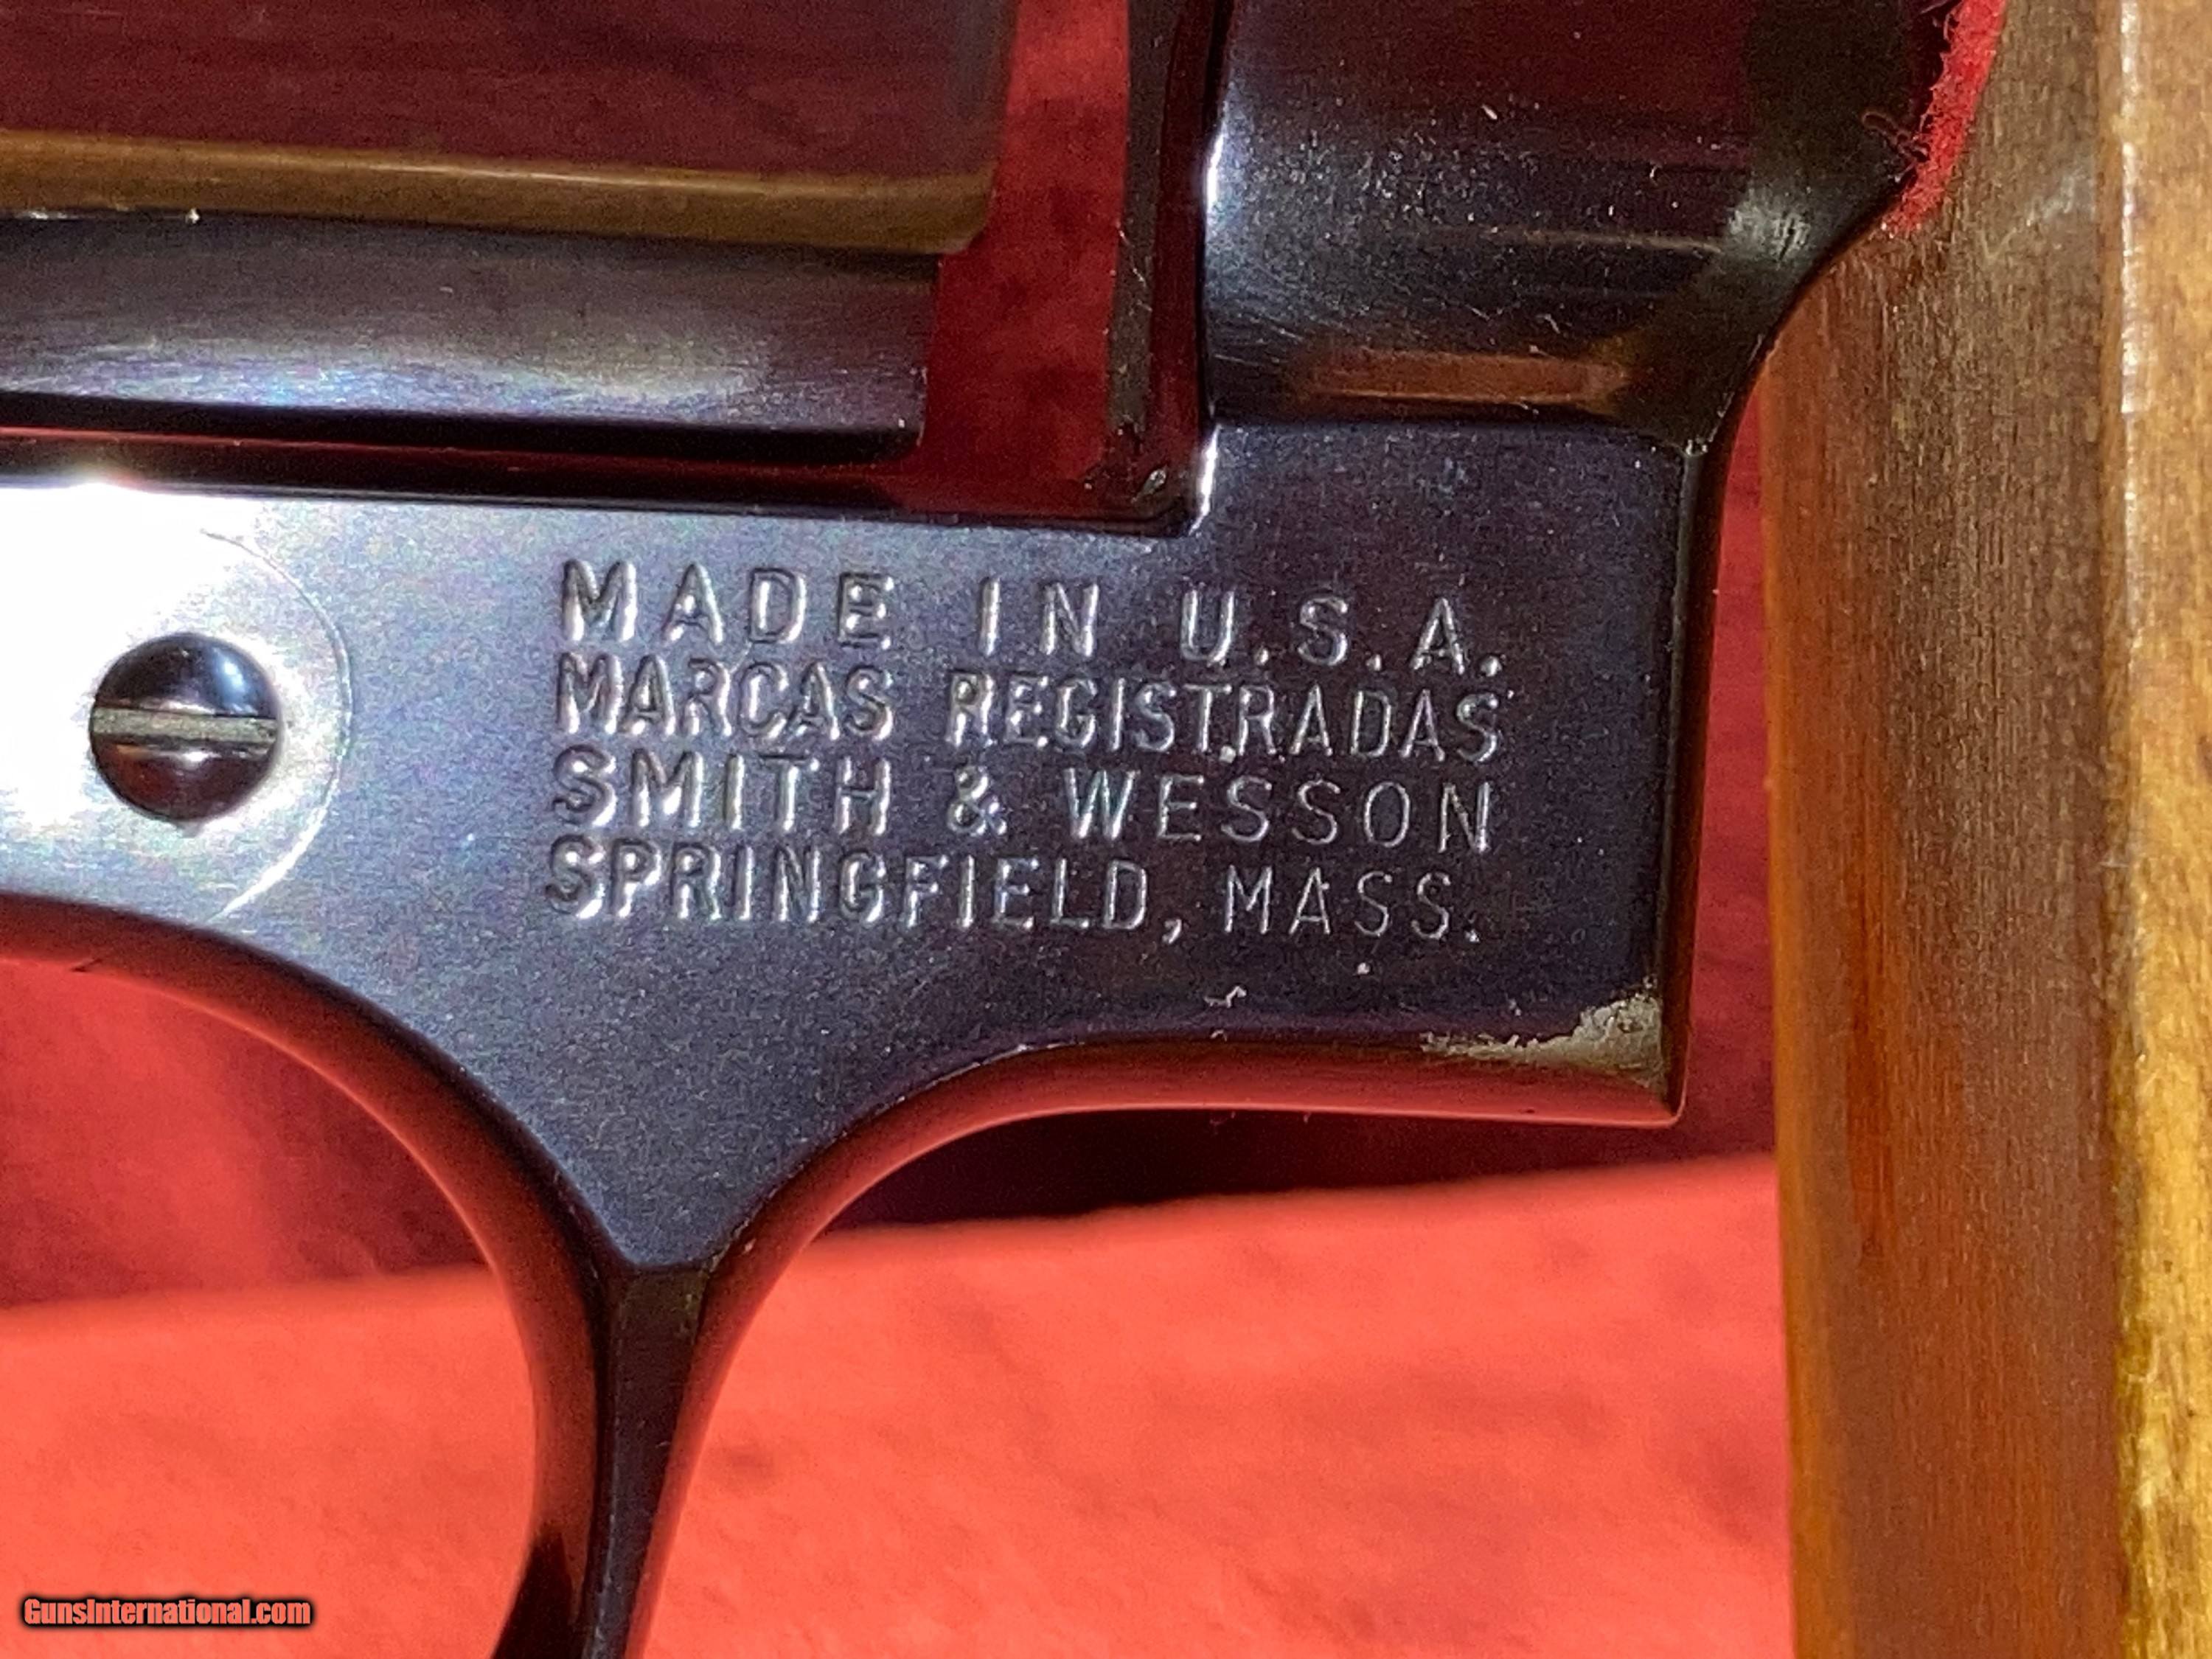 MADE IN U.S.A.
MARCAS REGISTRADAS
SMITH & WESSON
SPRINGFIELD, MASS.
GunsInternational.com